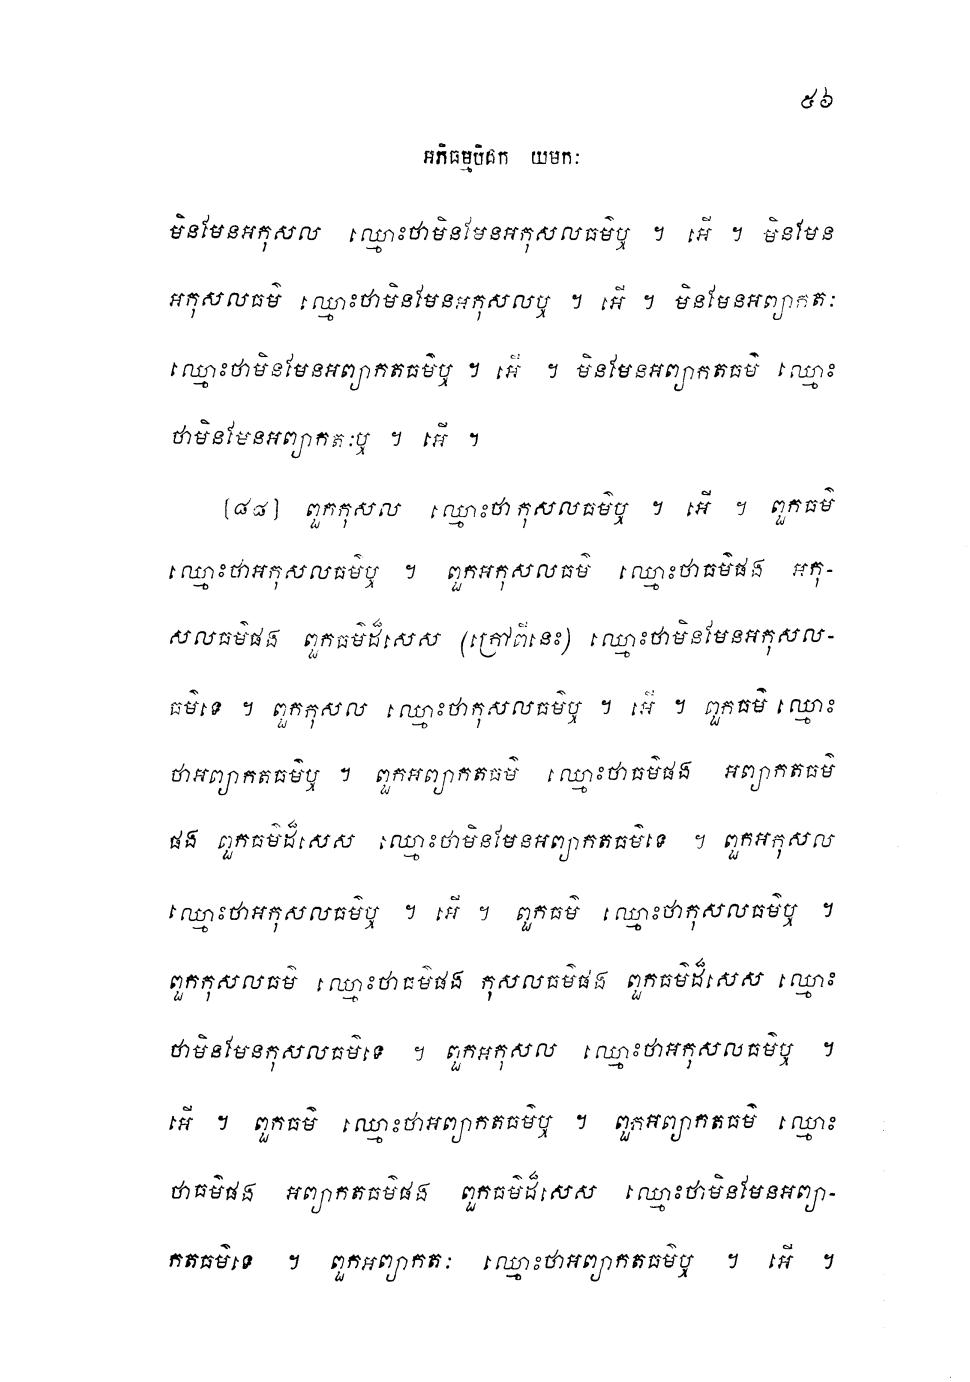 ៥៦
អភិធម្មបិដក យមកៈ
មិនមែនអកុសល ឈ្មោះថាមិនមែនអកុសលធម៌ឬ ។ អើ ។ មិនមែន
អកុសលធម៌ ឈ្មោះថាមិនមែនអកុសលឬ ។ អើ ។ មិនមែនអព្យាកតៈ
ឈ្មោះថាមិនមែនអព្យាកតធម៌ឬ ។ អើ ។ មិនមែនអព្យាកតធម៌ ឈ្មោះ
ថាមិនមែនអព្យាកតៈឬ ។ អើ ។
(៨៨) ពួកកុសល ឈ្មោះថា កុសលធម៌ឬ ។ អើ ។ ពួកធម៌
ឈ្មោះថាអកុសលធម៌ឬ ។ ពួកអកុសលធម៌ ឈ្មោះថាធម៌ផង អកុ-
សលធម៌ផង ពួកធម៌ដ៏សេស (ក្រៅពីនេះ) ឈ្មោះថាមិនមែនអកុសល-
ធម៌ទេ ។ ពួកកុសល ឈ្មោះថាកុសលធម៌ឬ ។ អើ ។ ពួកធម៌ ឈ្មោះ
ថាអព្យាកតធម៌ឬ ។ ពួកអព្យាកតធម៌ ឈ្មោះថាធម៌ផង អព្យាកតធម៌
ផង ពួកធម៌ដ៏សេស ឈ្មោះថាមិនមែនអព្យាកតធម៌ទេ ។ ពួកអកុសល
ឈ្មោះថាអកុសលធម៌ឬ ។ អើ ។ ពួកធម៌ ឈ្មោះថាកុសលធម៌ឬ ។
ពួកកុសលធម៌ ឈ្មោះថាធម៌ផង កុសលធម៌ផង ពួកធម៌ដ៏សេស ឈ្មោះ
ថាមិនមែនកុសលធម៌ទេ ។ ពួកអកុសល ឈ្មោះថាអកុសលធម៌ឬ ។
អើ ។ ពួកធម៌ ឈ្មោះថាអព្យាកតធម៌ឬ ។ ពួកអព្យាកតធម៌ ឈ្មោះ
ថាធម៌ផង អព្យាកតធម៌ផង ពួកធម៌ដ៏សេស ឈ្មោះថាមិនមែនអព្យា-
កតធម៌ទេ ។ ពួកអព្យាកតៈ ឈ្មោះថាអព្យាកតធម៌ឬ ។ អើ ។